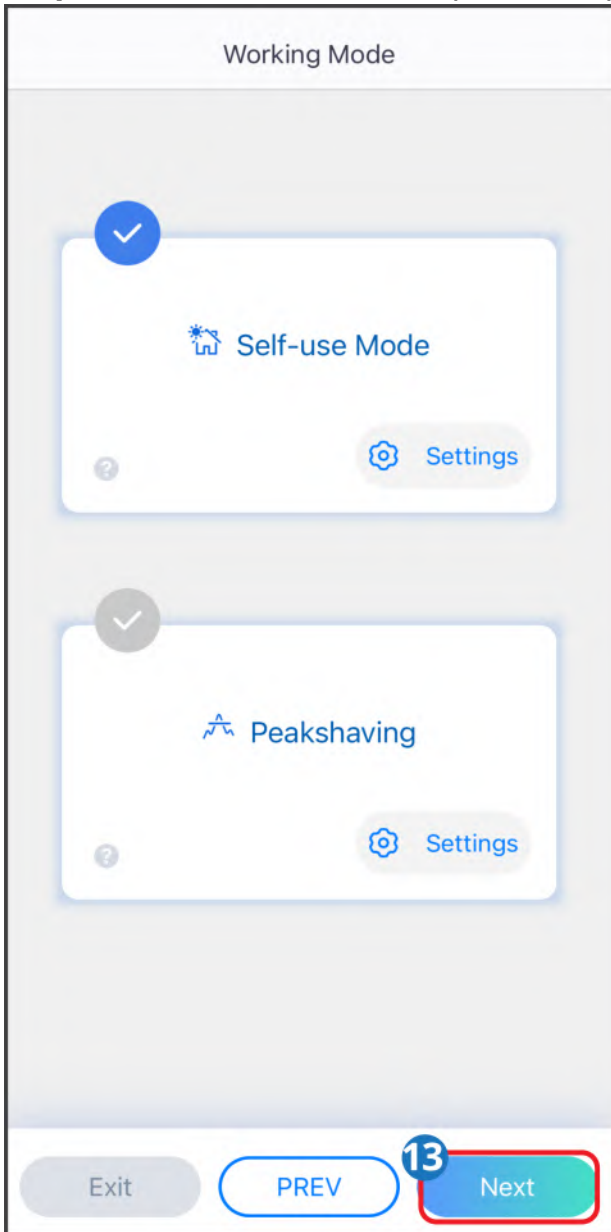 Working Mode
Self-use Mode
? Settings
Peakshaving
? Settings
13
Exit PREV Next